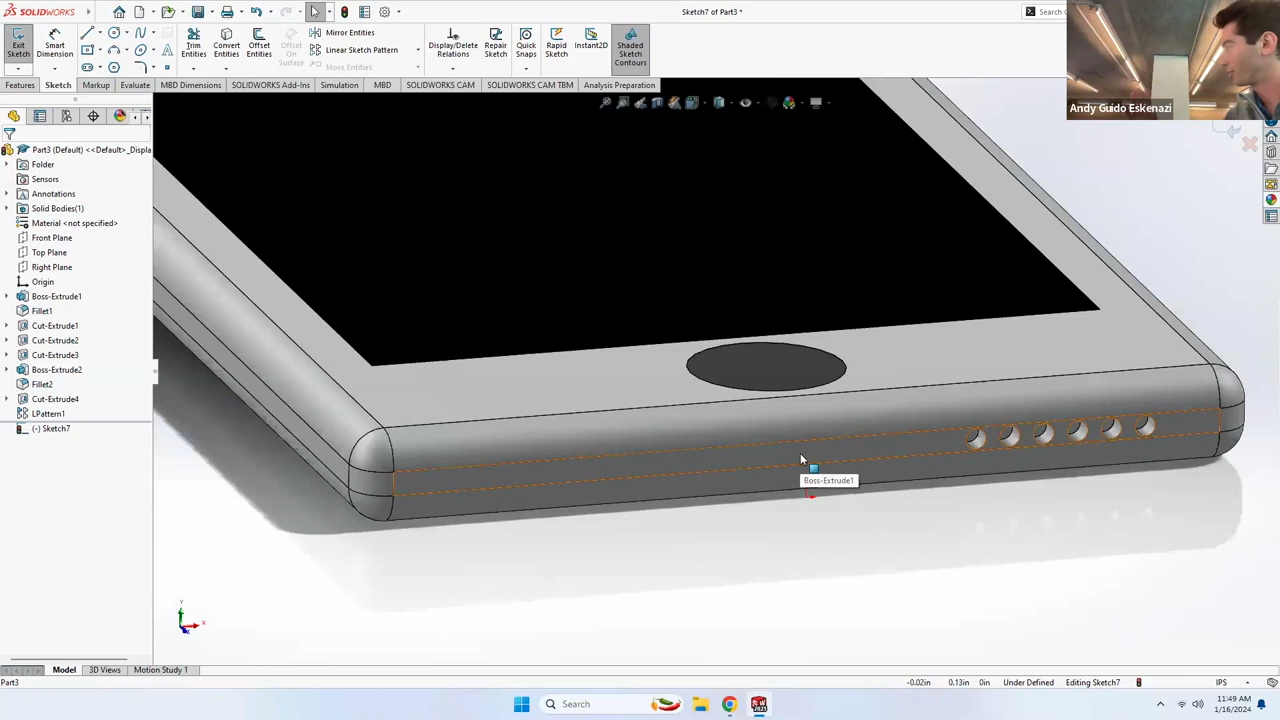 SOLIDWORKS
Sketch7 of Part3 *
Search C
Exit Sketch
Smart Dimension
Trim Entities
Convert Entities
Offset Entities
Offset On Surface
Mirror Entities
Linear Sketch Pattern
Move Entities
Display/Delete Relations
Repair Sketch
Quick Snaps
Rapid Sketch
Instant2D
Shaded Sketch Contours
Andy Guido Eskenazi
Features
Sketch
Markup
Evaluate
MBD Dimensions
SOLIDWORKS Add-Ins
Simulation
MBD
SOLIDWORKS CAM
SOLIDWORKS CAM TBM
Analysis Preparation
Part3 (Default) <<Default>_Displa
Folder
Sensors
Annotations
Solid Bodies(1)
Material <not specified>
Front Plane
Top Plane
Right Plane
Origin
Boss-Extrude1
Fillet1
Cut-Extrude1
Cut-Extrude2
Cut-Extrude3
Boss-Extrude2
Fillet2
Cut-Extrude4
LPattern1
(-) Sketch7
Boss-Extrude1
Y
X
Z
Model
3D Views
Motion Study 1
Part3
-0.02in
0.13in
0in
Under Defined
Editing Sketch7
IPS
Search
11:49 AM
1/16/2024